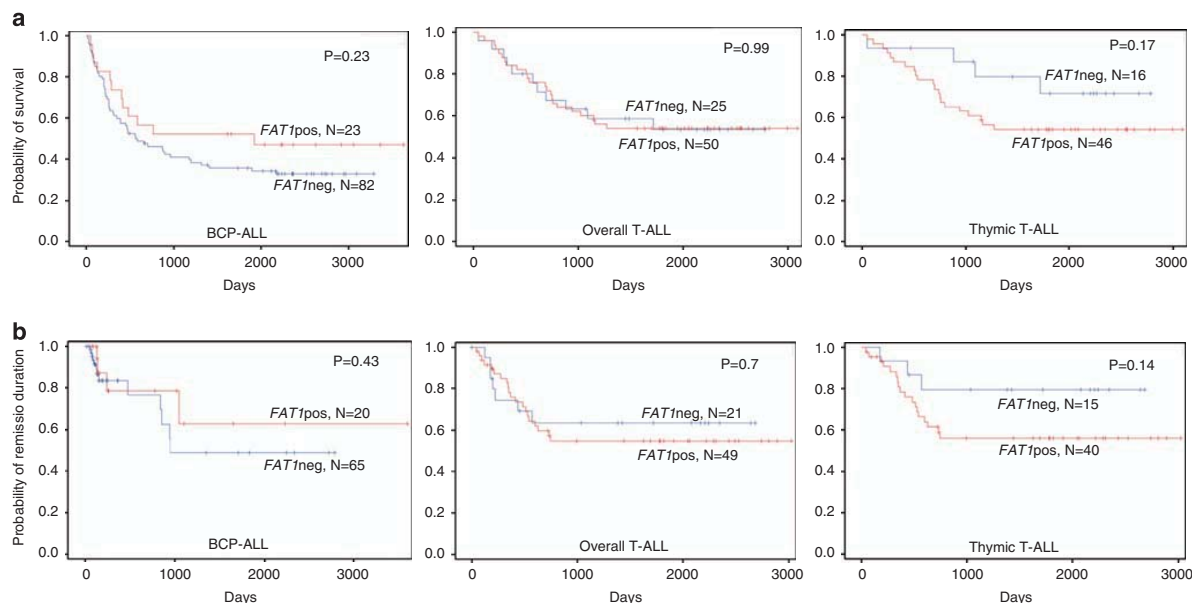 a
Probability of survival
1.0
0.8
0.6
0.4
0.2
0.0
P=0.23
FAT1pos, N=23
FAT1neg, N=82
BCP-ALL
0 1000 2000 3000
Days
1.0
0.8
0.6
0.4
0.2
0.0
P=0.99
FAT1neg, N=25
FAT1pos, N=50
Overall T-ALL
0 1000 2000 3000
Days
1.0
0.8
0.6
0.4
0.2
0.0
P=0.17
FAT1neg, N=16
FAT1pos, N=46
Thymic T-ALL
0 1000 2000 3000
Days
b
Probability of remissio duration
1.0
0.8
0.6
0.4
0.2
0.0
P=0.43
FAT1pos, N=20
FAT1neg, N=65
BCP-ALL
0 1000 2000 3000
Days
1.0
0.8
0.6
0.4
0.2
0.0
P=0.7
FAT1neg, N=21
FAT1pos, N=49
Overall T-ALL
0 1000 2000 3000
Days
1.0
0.8
0.6
0.4
0.2
0.0
P=0.14
FAT1neg, N=15
FAT1pos, N=40
Thymic T-ALL
0 1000 2000 3000
Days